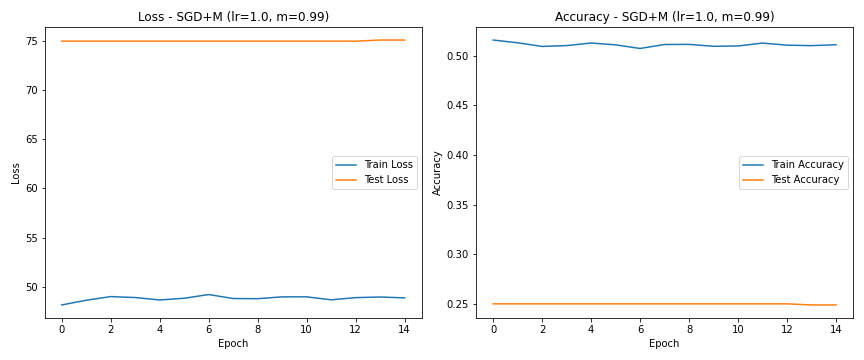 Loss - SGD+M (lr=1.0, m=0.99)
75
70
65
60
55
50
Loss
Train Loss
Test Loss
0 2 4 6 8 10 12 14
Epoch
Accuracy - SGD+M (lr=1.0, m=0.99)
0.50
0.45
0.40
0.35
0.30
0.25
Accuracy
Train Accuracy
Test Accuracy
0 2 4 6 8 10 12 14
Epoch